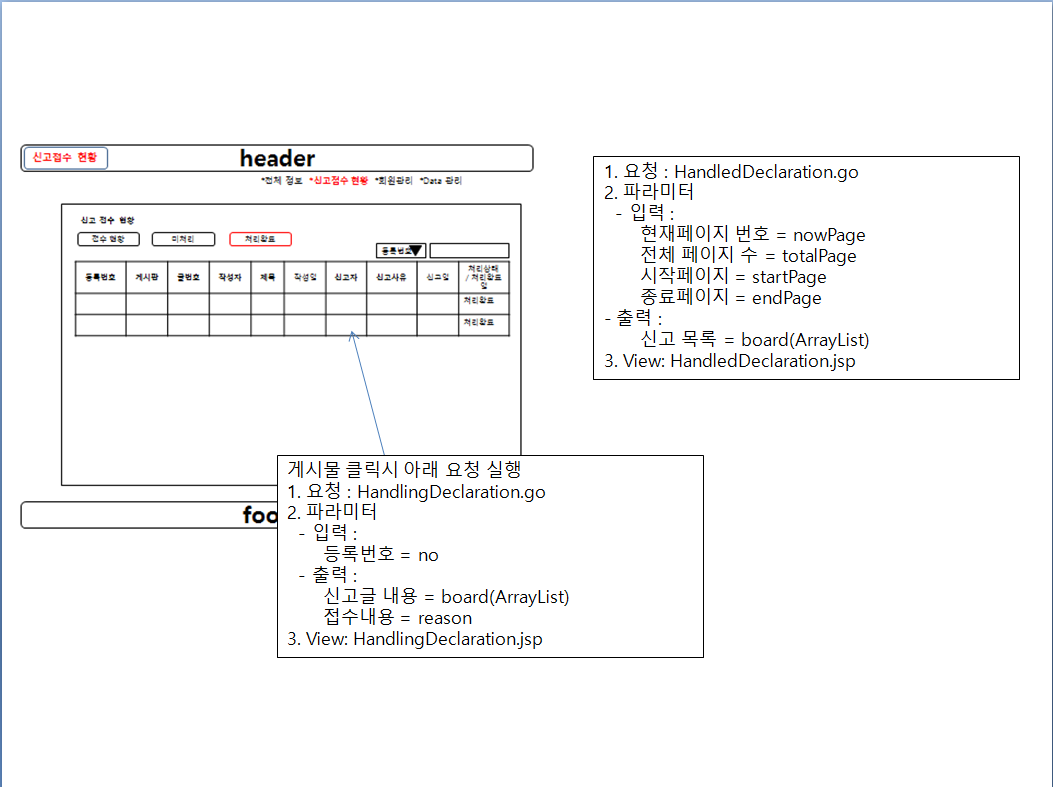 신고접수 현황
header
*전체 정보 *신고접수 현황 *회원관리 *Data 관리
신고 접수 현황
접수 현황 미처리 처리완료
등록번호
등록번호 게시판 글번호 작성자 제목 작성일 신고자 신고사유 신고일 처리상태
/ 처리완료
일
처리완료
처리완료
foo
1. 요청 : HandledDeclaration.go
2. 파라미터
- 입력 :
현재페이지 번호 = nowPage
전체 페이지 수 = totalPage
시작페이지 = startPage
종료페이지 = endPage
- 출력 :
신고 목록 = board(ArrayList)
3. View: HandledDeclaration.jsp
게시물 클릭시 아래 요청 실행
1. 요청 : HandlingDeclaration.go
2. 파라미터
- 입력 :
등록번호 = no
- 출력 :
신고글 내용 = board(ArrayList)
접수내용 = reason
3. View: HandlingDeclaration.jsp